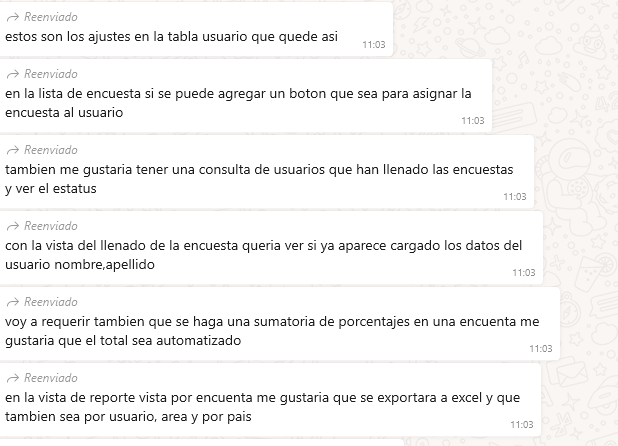 Reenviado
estos son los ajustes en la tabla usuario que quede asi
11:03
Reenviado
en la lista de encuesta si se puede agregar un boton que sea para asignar la
encuesta al usuario
11:03
Reenviado
tambien me gustaria tener una consulta de usuarios que han llenado las encuestas
y ver el estatus
11:03
Reenviado
con la vista del llenado de la encuesta queria ver si ya aparece cargado los datos del
usuario nombre,apellido
11:03
Reenviado
voy a requerir tambien que se haga una sumatoria de porcentajes en una encuenta me
gustaria que el total sea automatizado
11:03
Reenviado
en la vista de reporte vista por encuenta me gustaria que se exportara a excel y que
tambien sea por usuario, area y por pais
11:03